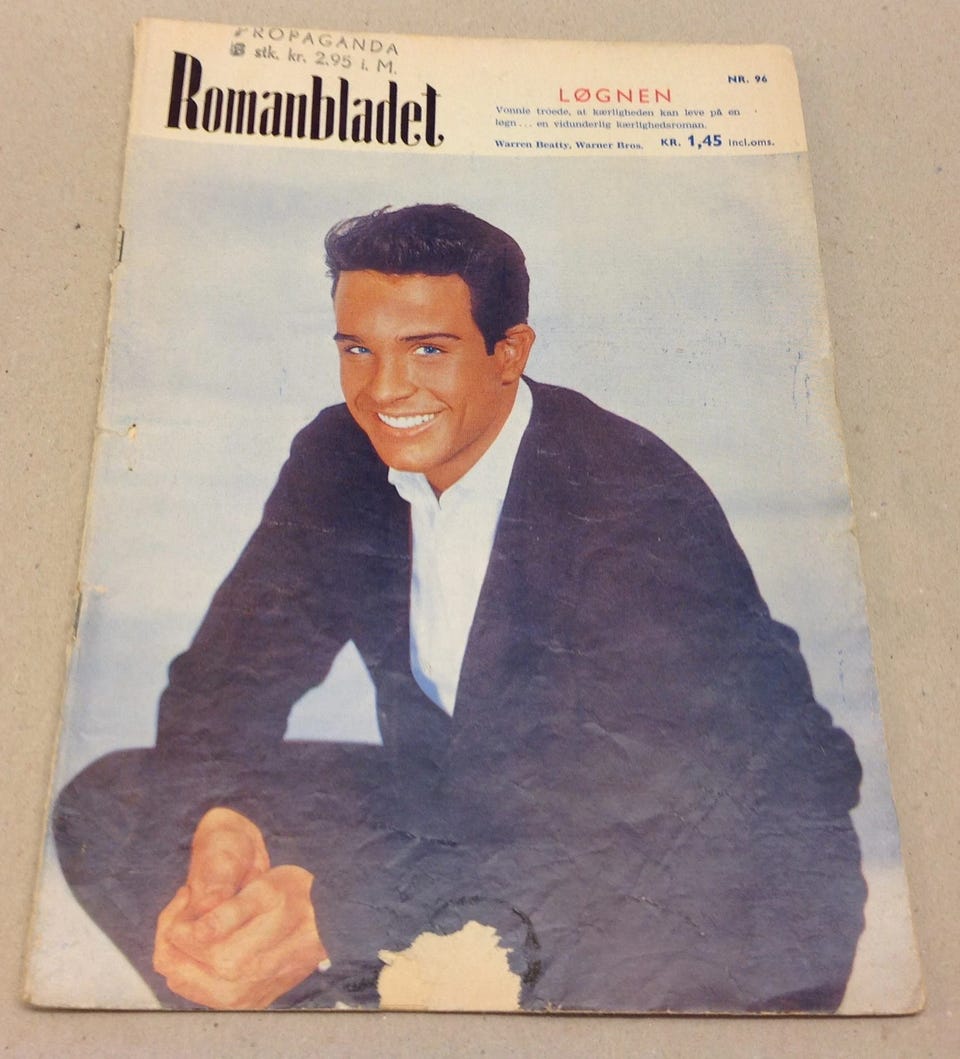 PROPAGANDA
stk. kr. 2.95 i. M.
Romanbladet
NR. 96
LØGNEN
Vonnie troede, at kærligheden kan leve på en
løgn... en vidunderlig kærlighedsroman.
Warren Beatty, Warner Bros. KR. 1,45 incl.oms.